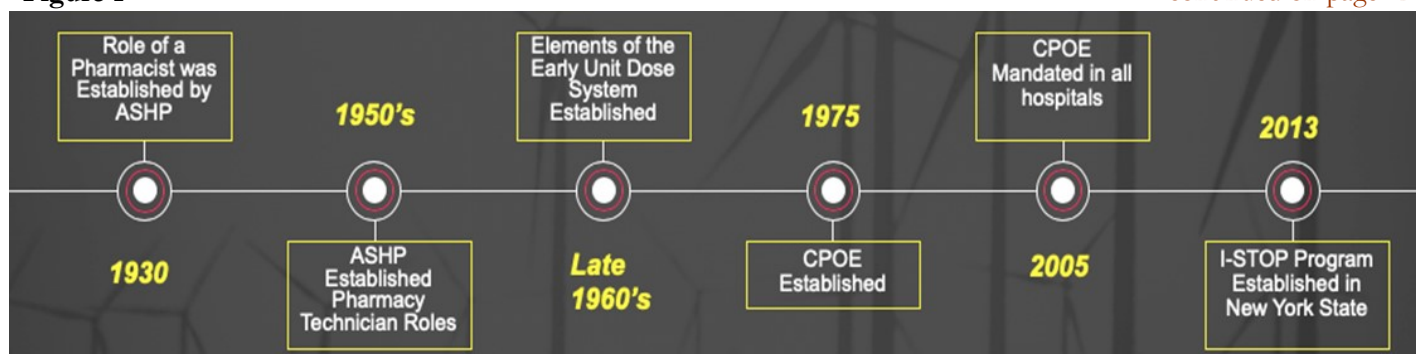 Role of a
Pharmacist was
Established by
ASHP
1930
1950's
ASHP
Established
Pharmacy
Technician Roles
Elements of the
Early Unit Dose
System
Established
Late
1960's
1975
CPOE
Established
CPOE
Mandated in all
hospitals
2005
2013
I-STOP Program
Established in
New York State